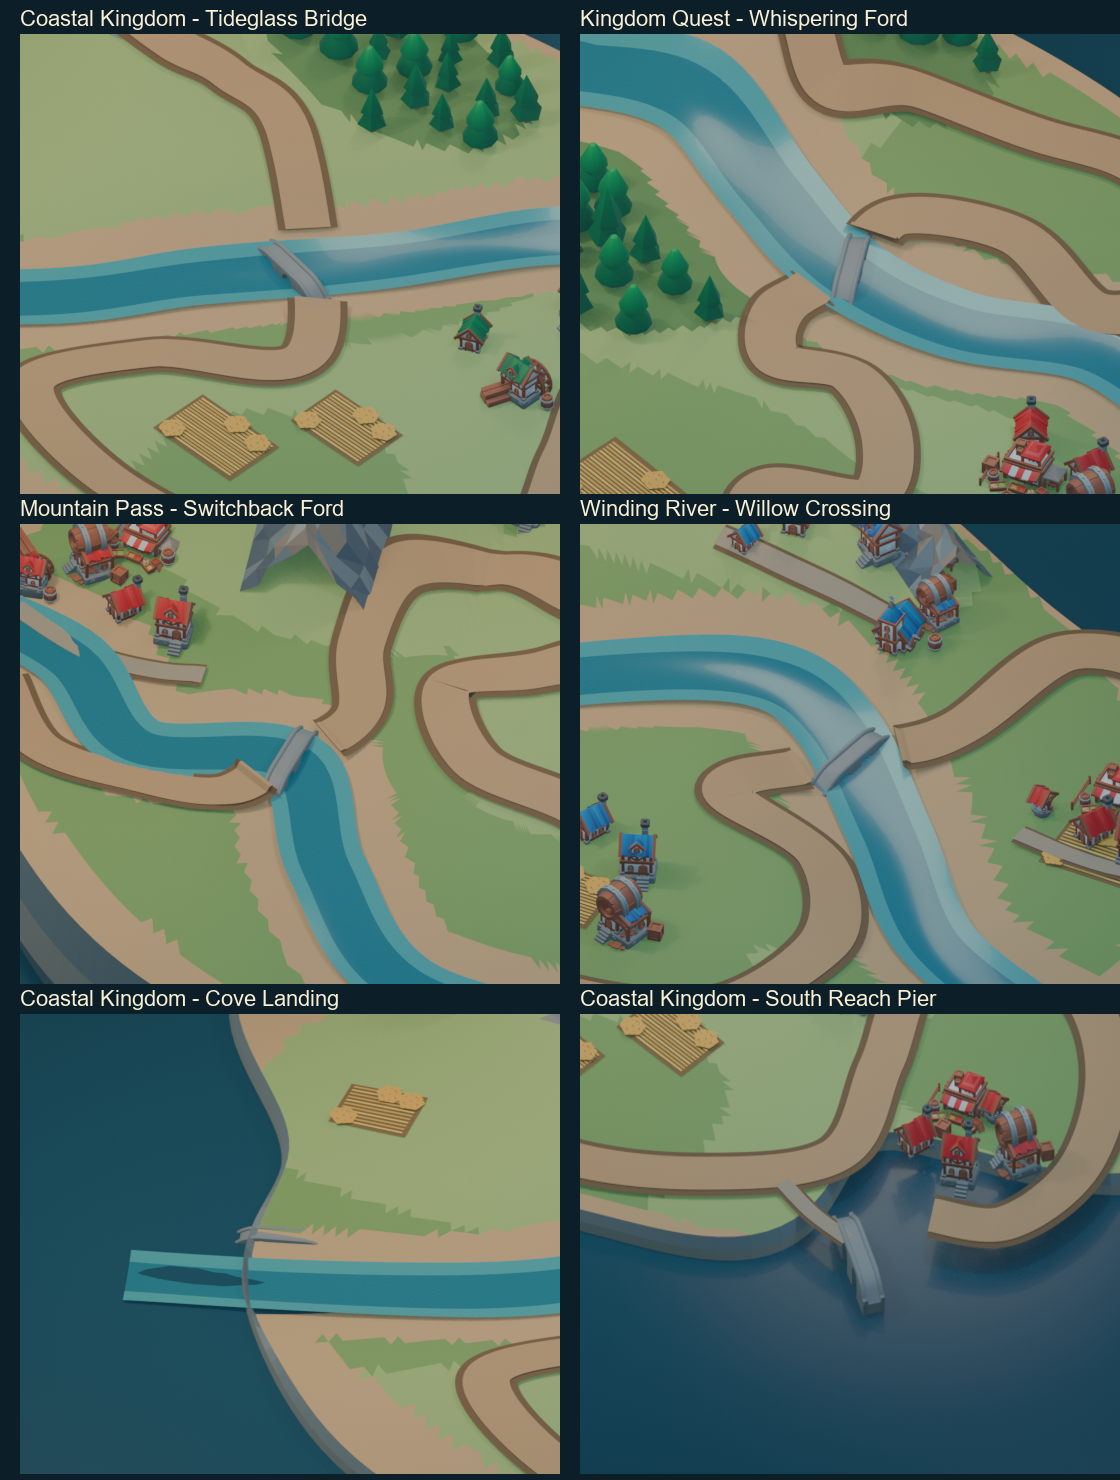 Coastal Kingdom - Tideglass Bridge
Kingdom Quest - Whispering Ford
Mountain Pass - Switchback Ford
Winding River - Willow Crossing
Coastal Kingdom - Cove Landing
Coastal Kingdom - South Reach Pier